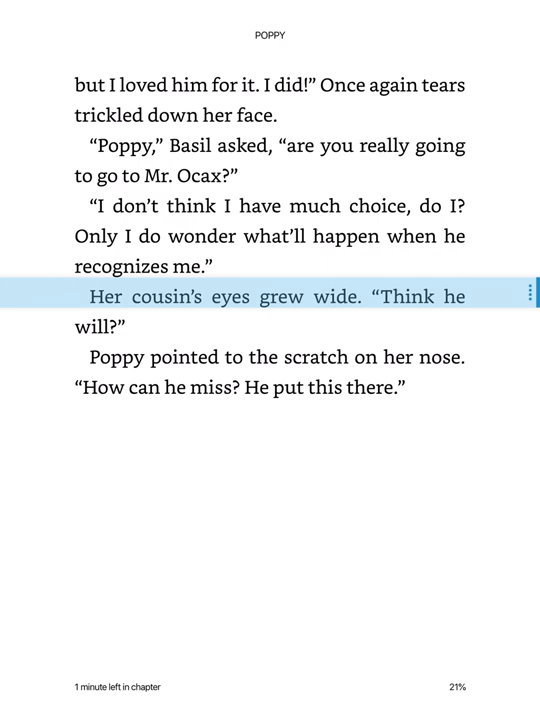 POPPY
but I loved him for it. I did!” Once again tears
trickled down her face.
“Poppy,” Basil asked, “are you really going
to go to Mr. Ocax?”
“I don’t think I have much choice, do I?
Only I do wonder what’ll happen when he
recognizes me.”
Her cousin’s eyes grew wide. “Think he
will?”
Poppy pointed to the scratch on her nose.
“How can he miss? He put this there.”
1 minute left in chapter
21%